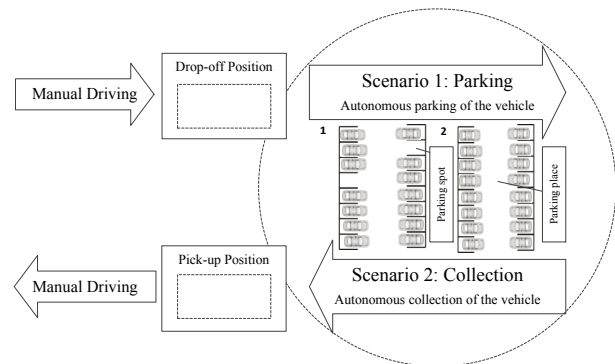 Drop-off Position
Manual Driving
Scenario 1: Parking
Autonomous parking of the vehicle
1
2
Parking spot
Parking place
Pick-up Position
Manual Driving
Scenario 2: Collection
Autonomous collection of the vehicle